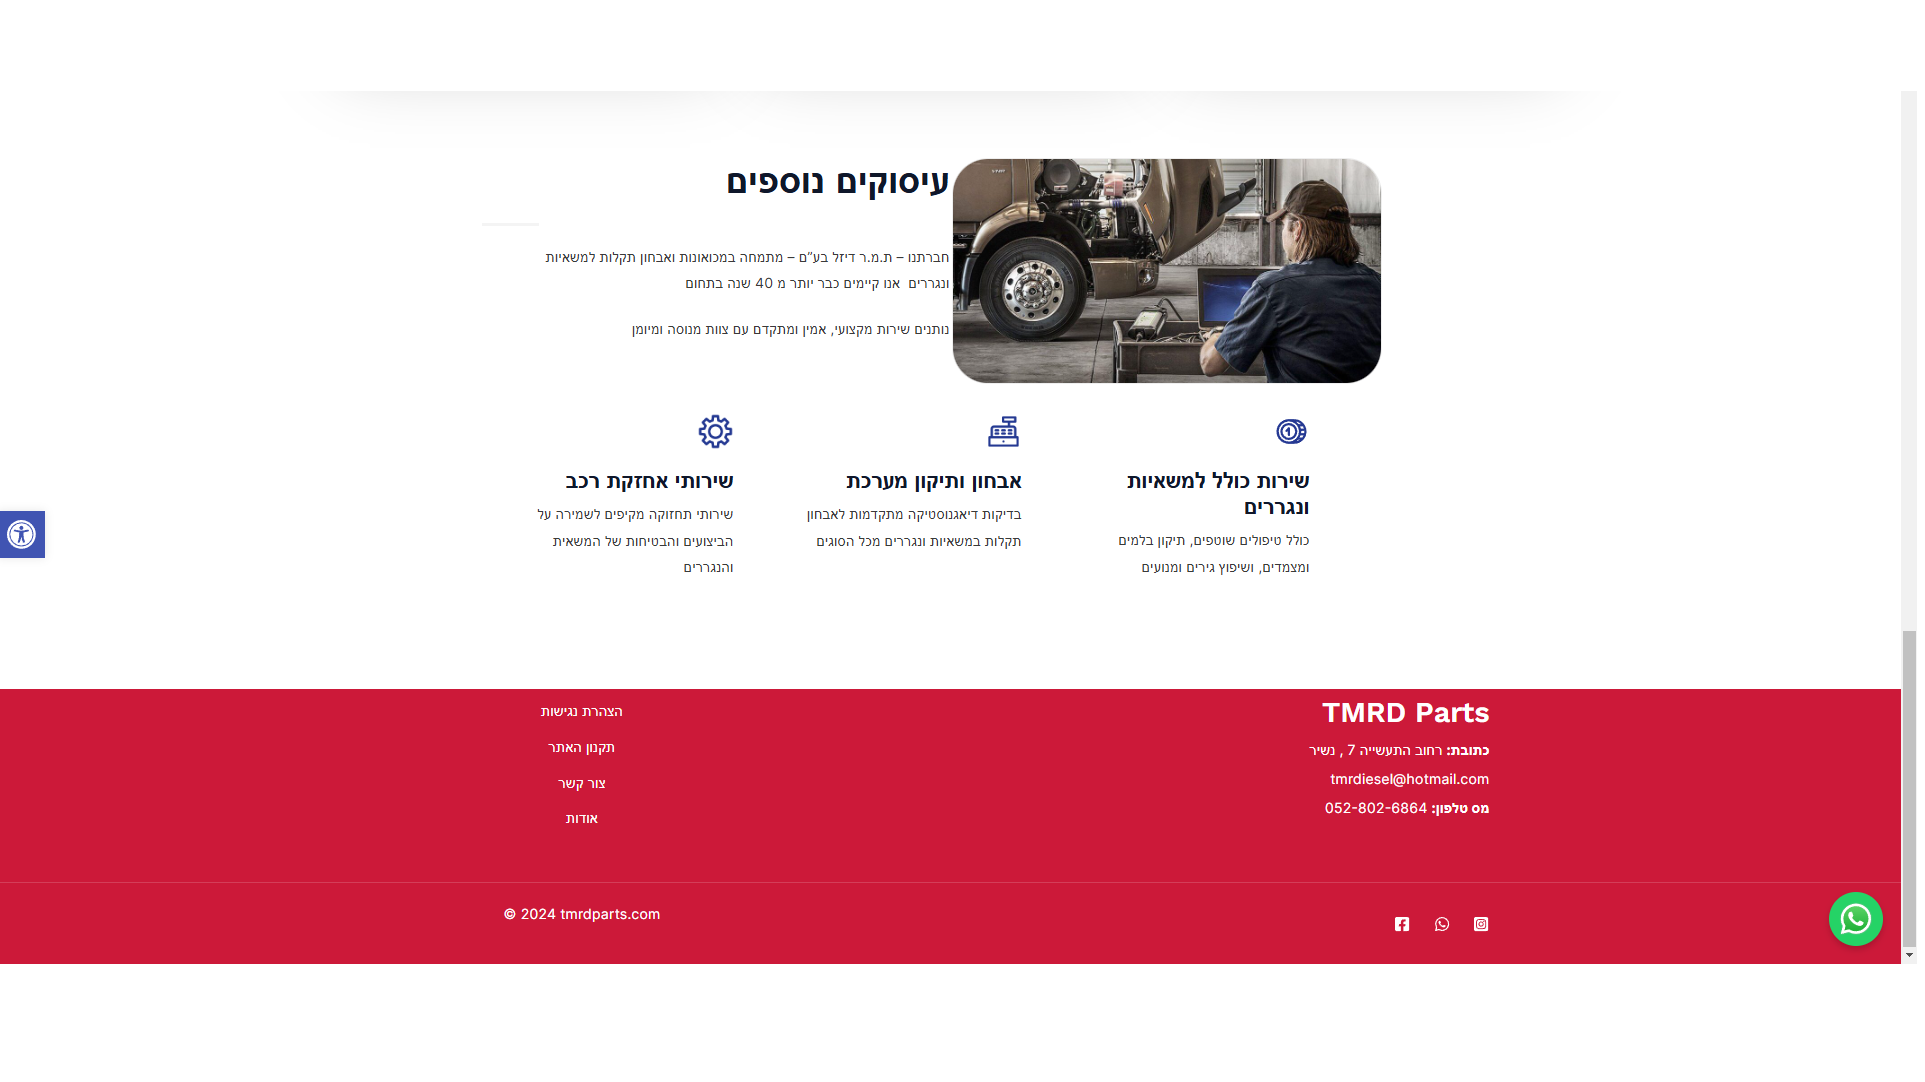 עיסוקים נוספים
חברתנו – ת.מ.ר דיזל בע”מ – מתמחה במכואונות ואבחון תקלות למשאיות
ונגררים  אנו קיימים כבר יותר מ 40 שנה בתחום
נותנים שירות מקצועי, אמין ומתקדם עם צוות מנוסה ומיומן
שירות כולל למשאיות
ונגררים
כולל טיפולים שוטפים, תיקון בלמים
ומצמדים, ושיפוץ גירים ומנועים
אבחון ותיקון מערכת
בדיקות דיאגנוסטיקה מתקדמות לאבחון
תקלות במשאיות ונגררים מכל הסוגים
שירותי אחזקת רכב
שירותי תחזוקה מקיפים לשמירה על
הביצועים והבטיחות של המשאית
והנגררים
TMRD Parts
כתובת: רחוב התעשייה 7 , נשיר
tmrdiesel@hotmail.com
מס טלפון: 052-802-6864
הצהרת נגישות
תקנון האתר
צור קשר
אודות
© 2024 tmrdparts.com